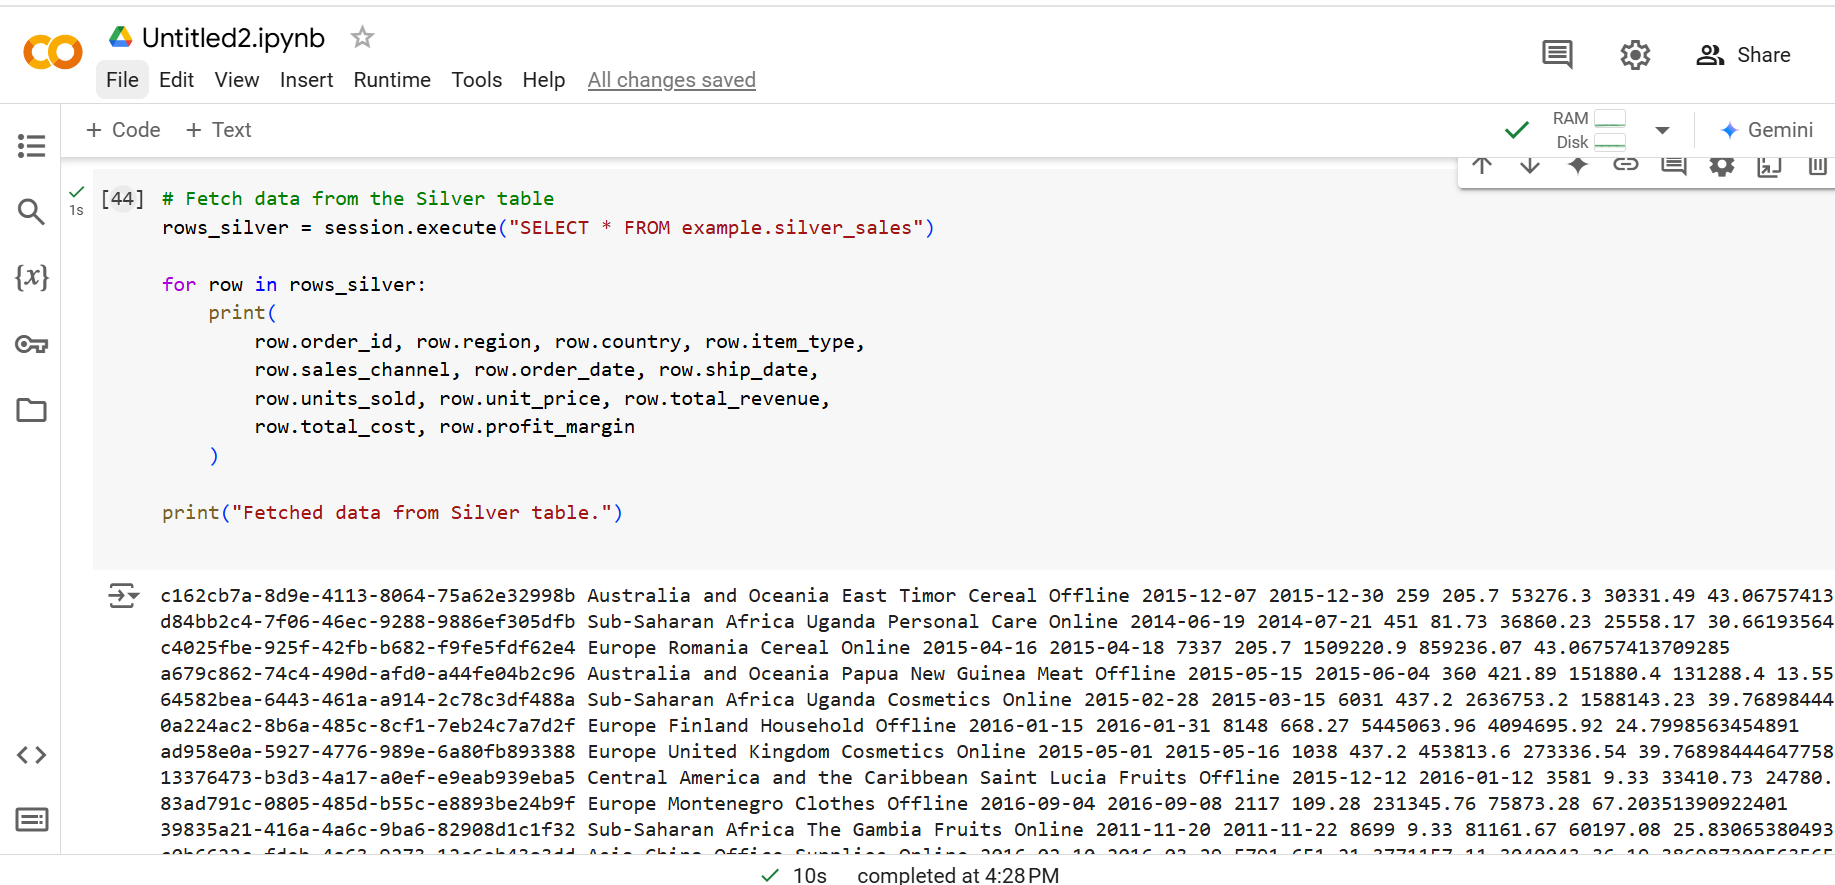 Untitled2.ipynb
File Edit View Insert Runtime Tools Help All changes saved
Share
+ Code + Text
RAM
Disk
Gemini
1s
[44] # Fetch data from the Silver table
rows_silver = session.execute("SELECT * FROM example.silver_sales")
for row in rows_silver:
print(
row.order_id, row.region, row.country, row.item_type,
row.sales_channel, row.order_date, row.ship_date,
row.units_sold, row.unit_price, row.total_revenue,
row.total_cost, row.profit_margin
)
print("Fetched data from Silver table.")
c162cb7a-8d9e-4113-8064-75a62e32998b Australia and Oceania East Timor Cereal Offline 2015-12-07 2015-12-30 259 205.7 53276.3 30331.49 43.06757413
d84bb2c4-7f06-46ec-9288-9886ef305dfb Sub-Saharan Africa Uganda Personal Care Online 2014-06-19 2014-07-21 451 81.73 36860.23 25558.17 30.66193564
c4025fbe-925f-42fb-b682-f9fe5fdf62e4 Europe Romania Cereal Online 2015-04-16 2015-04-18 7337 205.7 1509220.9 859236.07 43.06757413709285
a679c862-74c4-490d-afd0-a44fe04b2c96 Australia and Oceania Papua New Guinea Meat Offline 2015-05-15 2015-06-04 360 421.89 151880.4 131288.4 13.55
64582bea-6443-461a-a914-2c78c3df488a Sub-Saharan Africa Uganda Cosmetics Online 2015-02-28 2015-03-15 6031 437.2 2636753.2 1588143.23 39.76898444
0a224ac2-8b6a-485c-8cf1-7eb24c7a7d2f Europe Finland Household Offline 2016-01-15 2016-01-31 8148 668.27 5445063.96 4094695.92 24.7998563454891
ad958e0a-5927-4776-989e-6a80fb893388 Europe United Kingdom Cosmetics Online 2015-05-01 2015-05-16 1038 437.2 453813.6 273336.54 39.76898444647758
13376473-b3d3-4a17-a0ef-e9eab939eba5 Central America and the Caribbean Saint Lucia Fruits Offline 2015-12-12 2016-01-12 3581 9.33 33410.73 24780.
83ad791c-0805-485d-b55c-e8893be24b9f Europe Montenegro Clothes Offline 2016-09-04 2016-09-08 2117 109.28 231345.76 75873.28 67.20351390922401
39835a21-416a-4a6c-9ba6-82908d1c1f32 Sub-Saharan Africa The Gambia Fruits Online 2011-11-20 2011-11-22 8699 9.33 81161.67 60197.08 25.83065380493
Asia China Office Supplies Online
10s completed at 4:28 PM